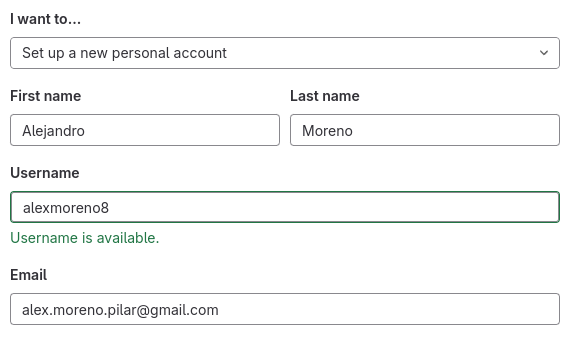 I want to...
Set up a new personal account
First name Last name
Alejandro Moreno
Username
alexmoreno8
Username is available.
Email
alex.moreno.pilar@gmail.com